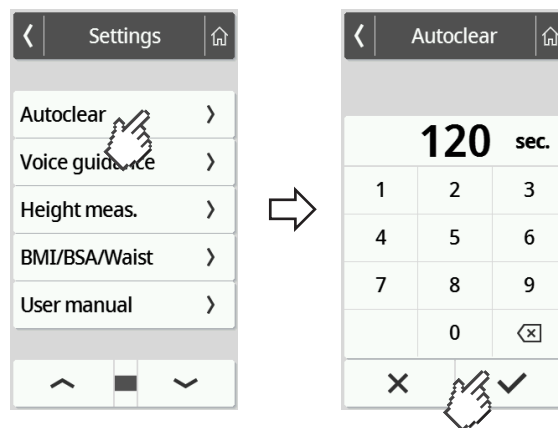 Settings
Autoclear
Voice guidance
Height meas.
BMI/BSA/Waist
User manual
Autoclear
120 sec.
1 2 3
4 5 6
7 8 9
0